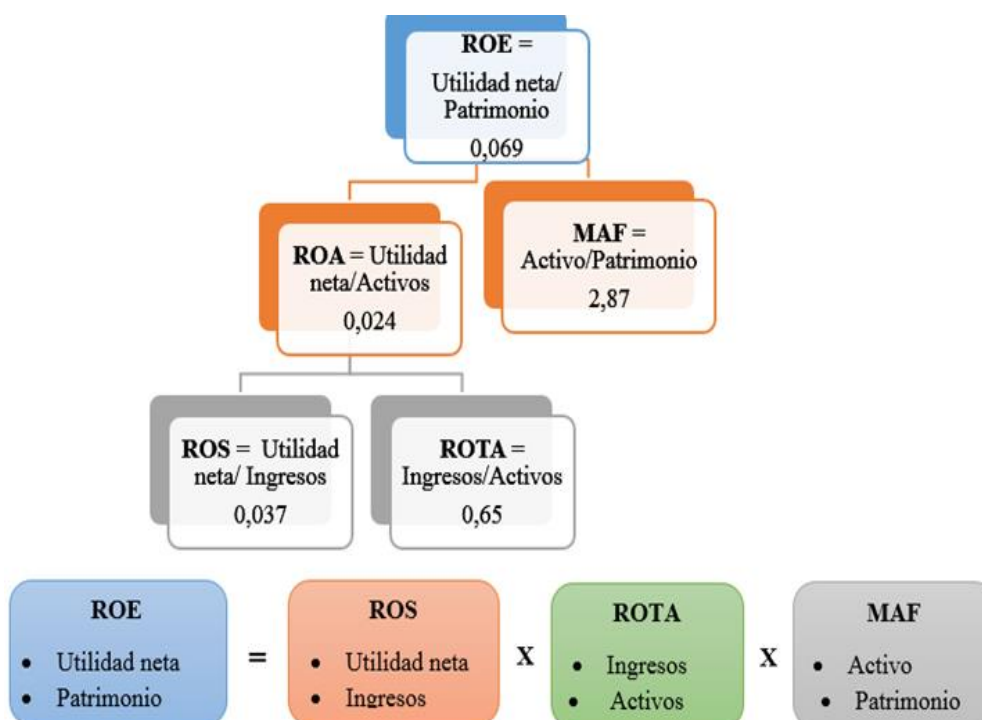 ROE =
Utilidad neta/
Patrimonio
0,069
ROA = Utilidad
neta/Activos
0,024
MAF =
Activo/Patrimonio
2,87
ROS = Utilidad
neta/ Ingresos
0,037
ROTA =
Ingresos/Activos
0,65
ROE
• Utilidad neta
• Patrimonio
=
ROS
• Utilidad neta
• Ingresos
X
ROTA
• Ingresos
• Activos
X
MAF
• Activo
• Patrimonio